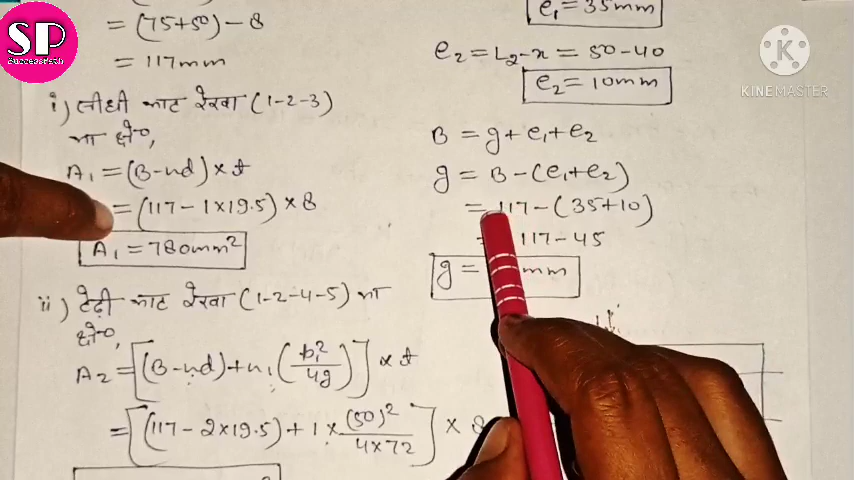 SP
Successtech
KINEMASTER
= (75+50) - 8
= 117mm
i) सीधी काट रेखा (1-2-3)
का क्षे०,
A₁ = (B-nd) × t
= (117 - 1×19.5) × 8
A₁ = 780mm²
ii) टेढ़ी काट रेखा (1-2-4-5) का
क्षे०,
A₂ = [(B-nd)+n₁(p₁²/4g)] × t
= [(117 - 2×19.5) + 1 × (50)²/4×72] × 8
e₁ = 35mm
e₂ = L₂-x = 50-40
e₂ = 10mm
B = g+e₁+e₂
g = B-(e₁+e₂)
= 117-(35+10)
= 117-45
g = mm